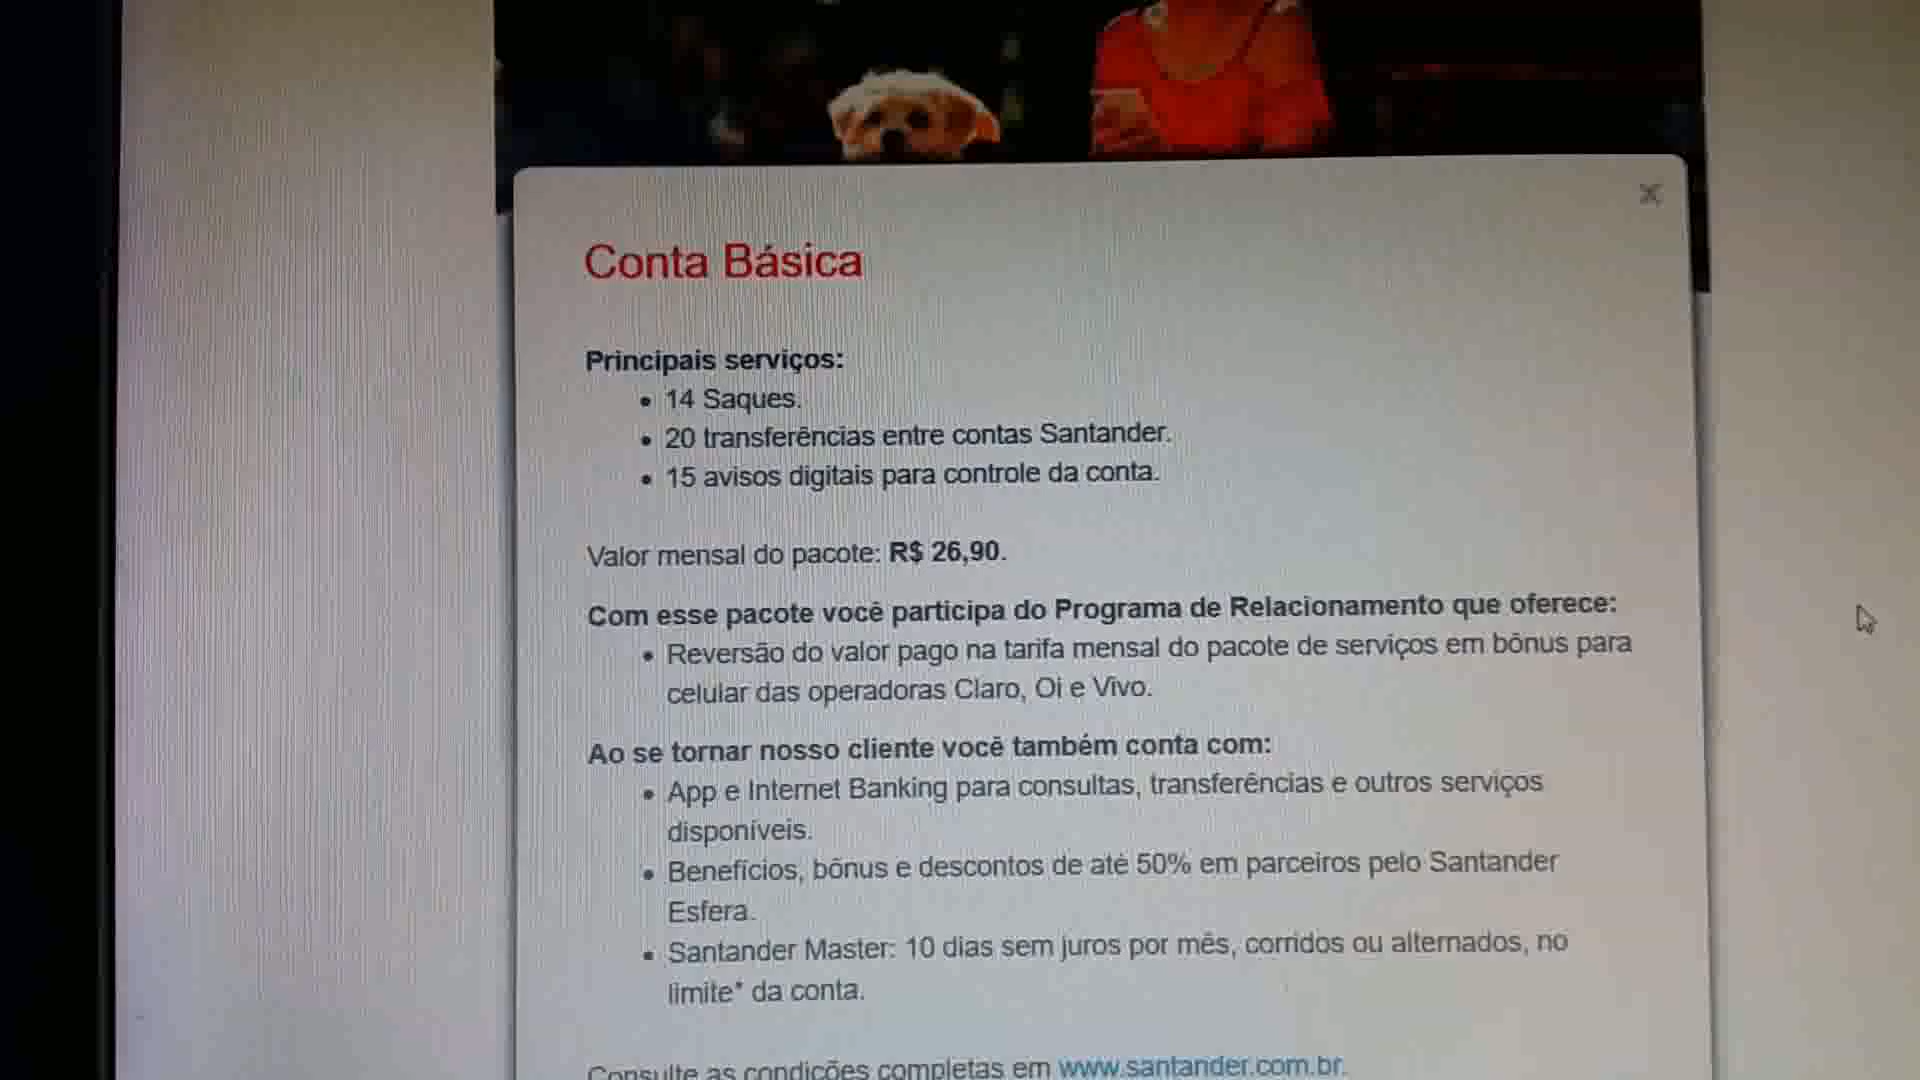 Conta Básica
Principais serviços:
• 14 Saques.
• 20 transferências entre contas Santander.
• 15 avisos digitais para controle da conta.
Valor mensal do pacote: R$ 26,90.
Com esse pacote você participa do Programa de Relacionamento que oferece:
• Reversão do valor pago na tarifa mensal do pacote de serviços em bônus para
celular das operadoras Claro, Oi e Vivo.
Ao se tornar nosso cliente você também conta com:
• App e Internet Banking para consultas, transferências e outros serviços
disponíveis.
• Benefícios, bônus e descontos de até 50% em parceiros pelo Santander
Esfera.
• Santander Master: 10 dias sem juros por mês, corridos ou alternados, no
limite* da conta.
Consulte as condições completas em www.santander.com.br.